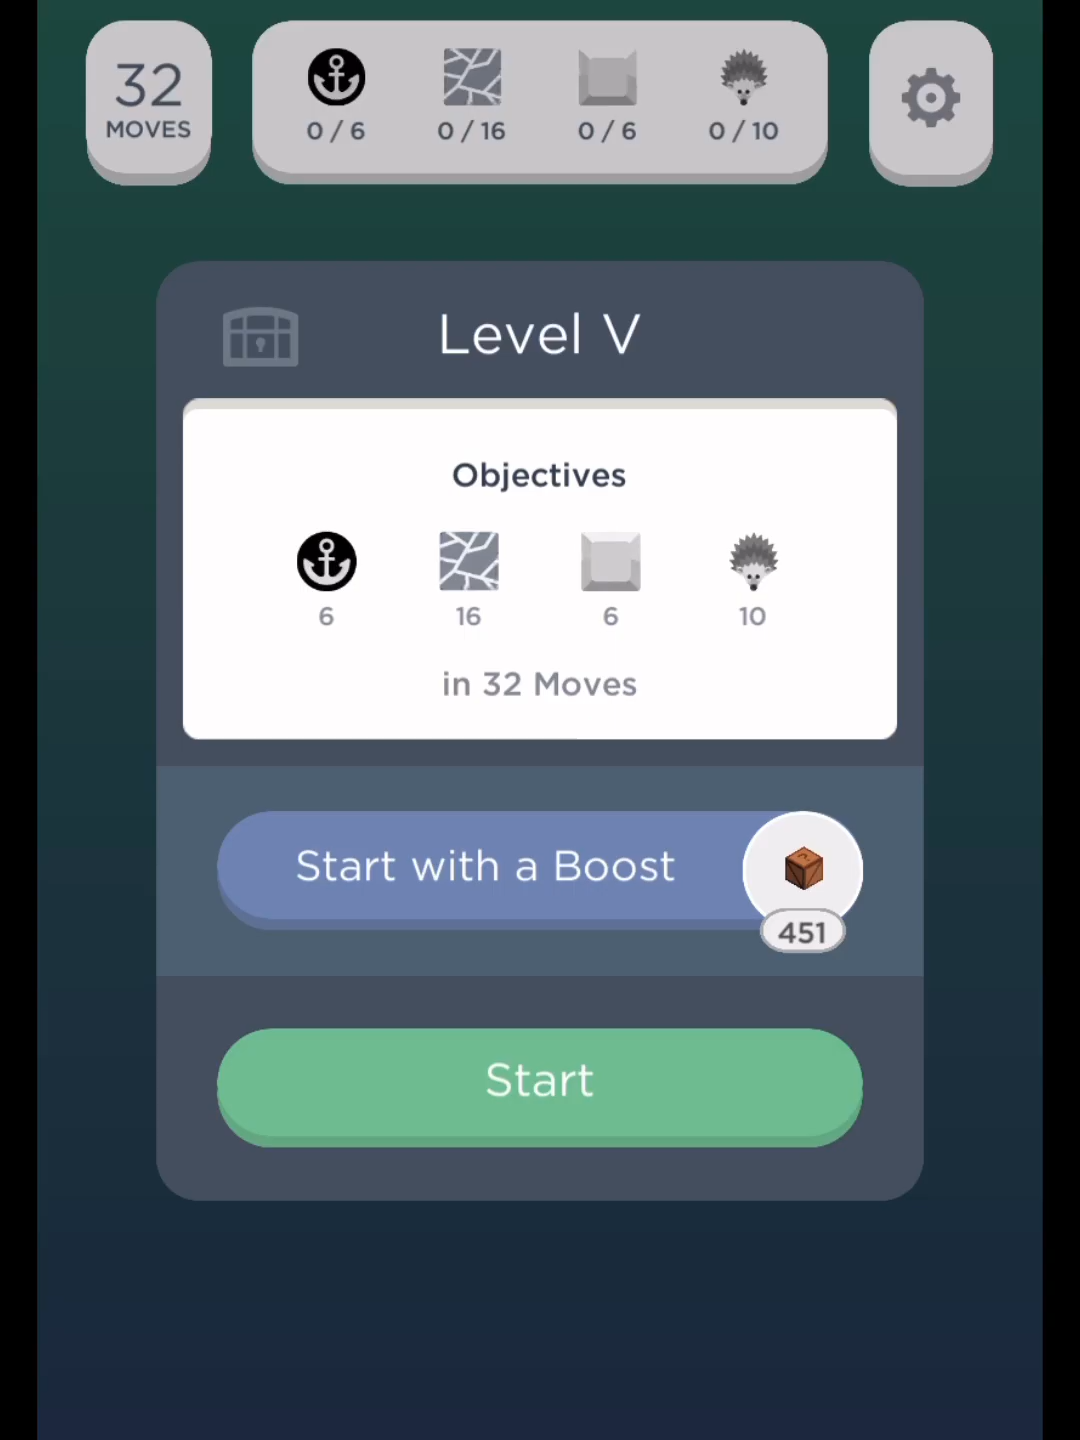 32
MOVES
0 / 6
0 / 16
0 / 6
0 / 10
Level V
Objectives
6
16
6
10
in 32 Moves
Start with a Boost
451
Start